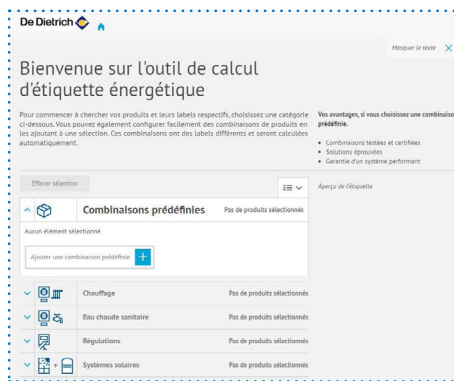 De Dietrich
Masquer le texte
Bienvenue sur l'outil de calcul
d'étiquette énergétique
Pour commencer à chercher vos produits et leurs labels respectifs, choisissez une catégorie
ci-dessous. Vous pouvez également configurer facilement des combinaisons de produits en
les ajoutant à une sélection. Ces combinaisons ont des labels différents et seront calculées
automatiquement.
Vos avantages, si vous choisissez une combinaiso
prédéfinie.
• Combinaisons testées et certifiées
• Solutions éprouvées
• Garantie d'un système performant
Effacer sélection
Aperçu de l'étiquette
Combinaisons prédéfinies
Pas de produits sélectionnés
Aucun élément sélectionné
Ajouter une combinaison prédéfinie
Chauffage
Pas de produits sélectionnés
Eau chaude sanitaire
Pas de produits sélectionnés
Régulations
Pas de produits sélectionnés
Systèmes solaires
Pas de produits sélectionnés